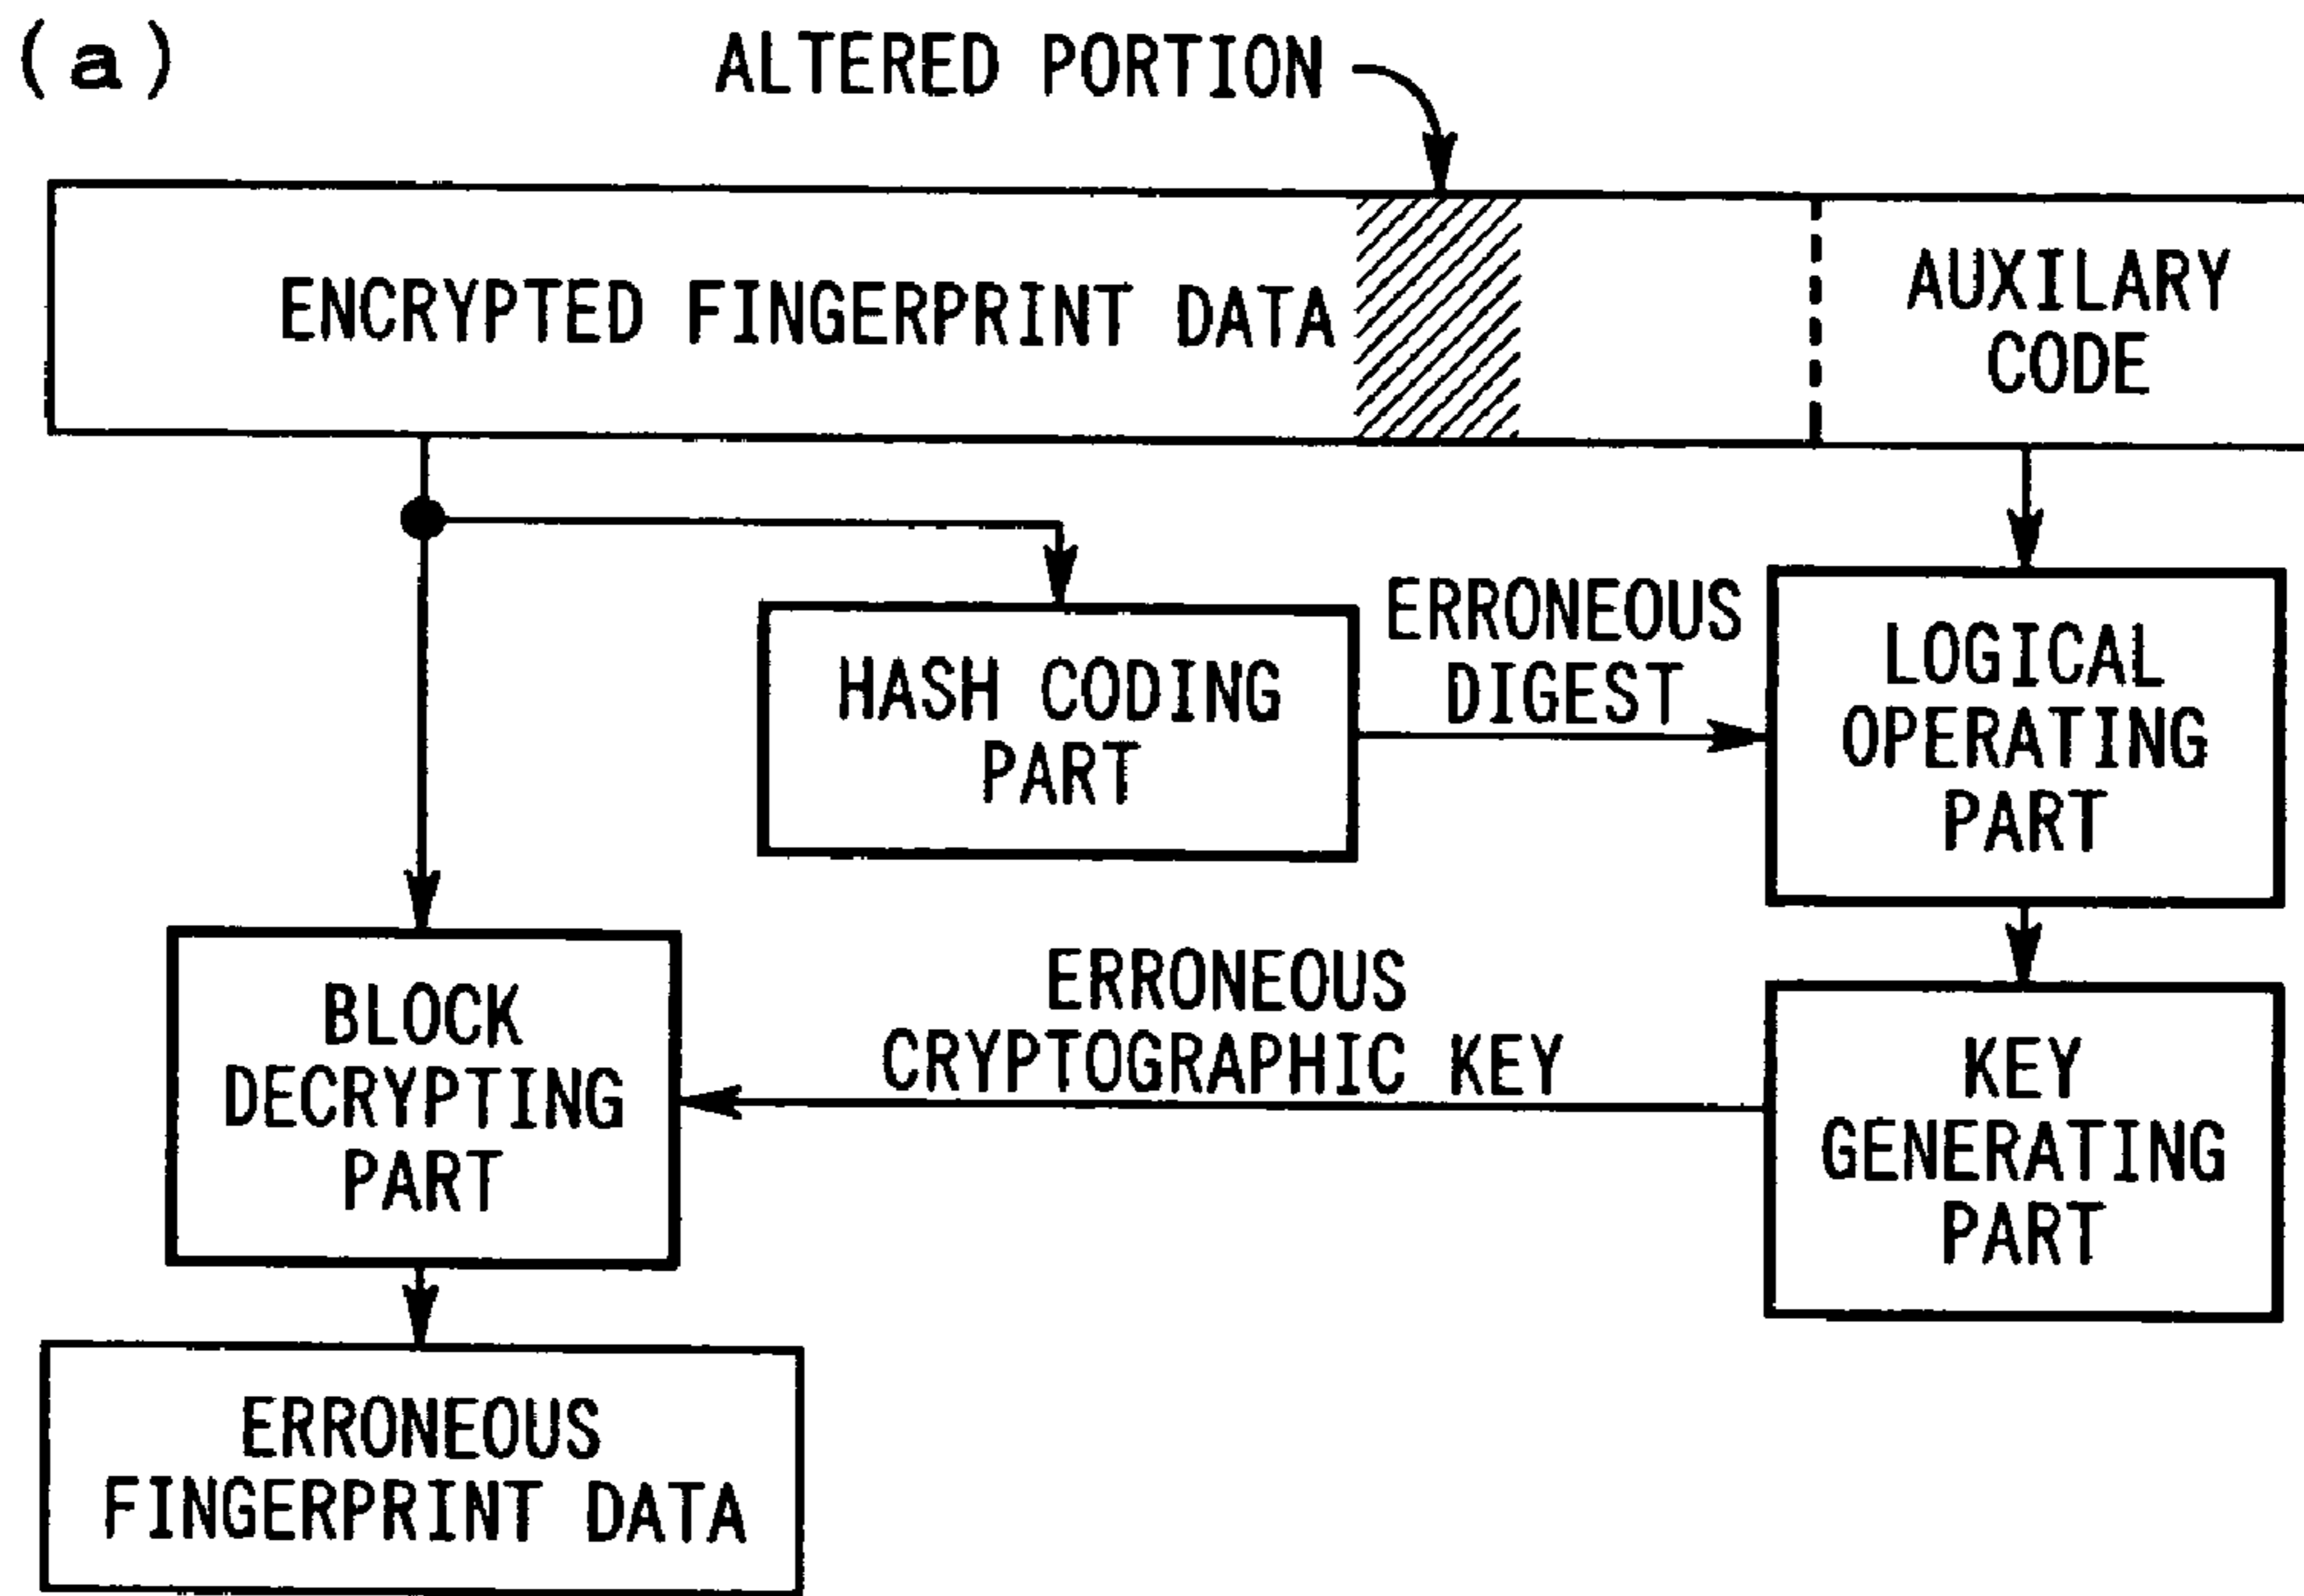 (a)
ALTERED PORTION
ENCRYPTED FINGERPRINT DATA
AUXILARY
CODE
HASH CODING
PART
ERRONEOUS
DIGEST
LOGICAL
OPERATING
PART
BLOCK
DECRYPTING
PART
ERRONEOUS
CRYPTOGRAPHIC KEY
KEY
GENERATING
PART
ERRONEOUS
FINGERPRINT DATA